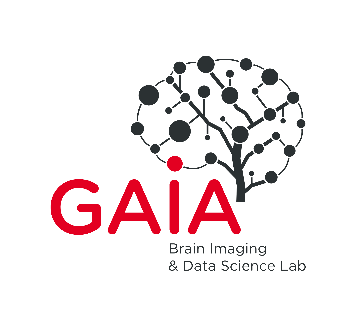 GAIA
Brain Imaging
& Data Science Lab